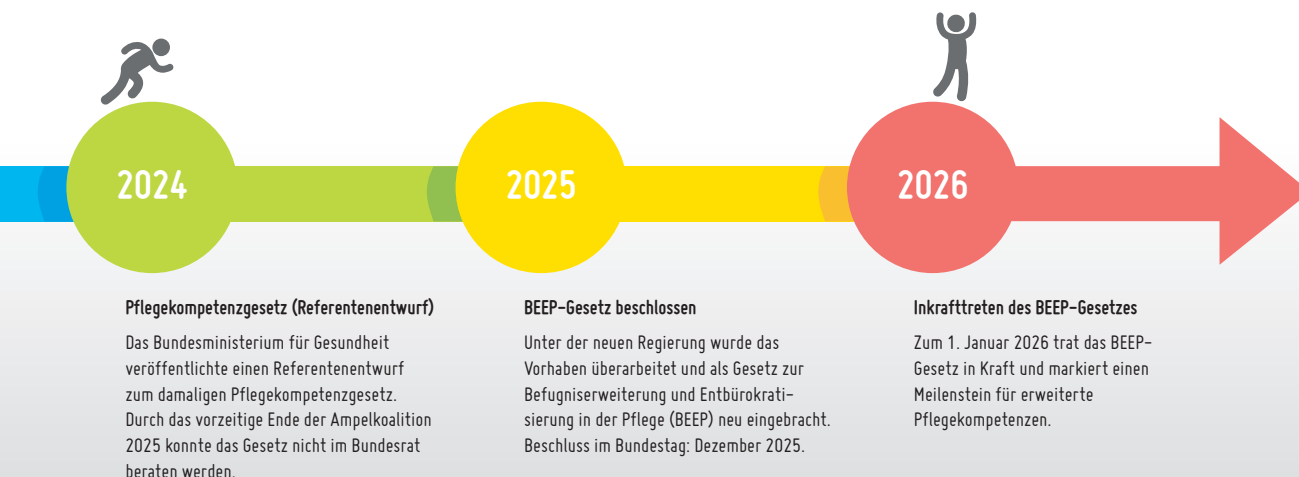 2024
2025
2026
Pflegekompetenzgesetz (Referentenentwurf)
Das Bundesministerium für Gesundheit
veröffentlichte einen Referentenentwurf
zum damaligen Pflegekompetenzgesetz.
Durch das vorzeitige Ende der Ampelkoalition
2025 konnte das Gesetz nicht im Bundesrat
beraten werden.
BEEP-Gesetz beschlossen
Unter der neuen Regierung wurde das
Vorhaben überarbeitet und als Gesetz zur
Befugniserweiterung und Entbürokrati-
sierung in der Pflege (BEEP) neu eingebracht.
Beschluss im Bundestag: Dezember 2025.
Inkrafttreten des BEEP-Gesetzes
Zum 1. Januar 2026 trat das BEEP-
Gesetz in Kraft und markiert einen
Meilenstein für erweiterte
Pflegekompetenzen.